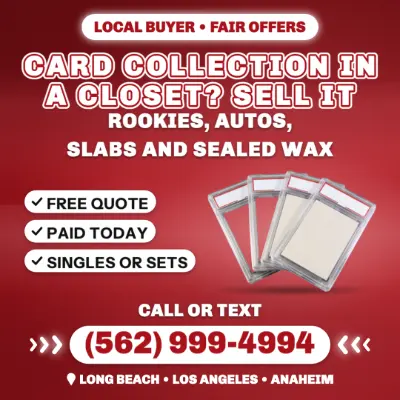 LOCAL BUYER • FAIR OFFERS
CARD COLLECTION IN
A CLOSET? SELL IT
ROOKIES, AUTOS,
SLABS AND SEALED WAX
FREE QUOTE
PAID TODAY
SINGLES OR SETS
CALL OR TEXT
(562) 999-4994
LONG BEACH • LOS ANGELES • ANAHEIM